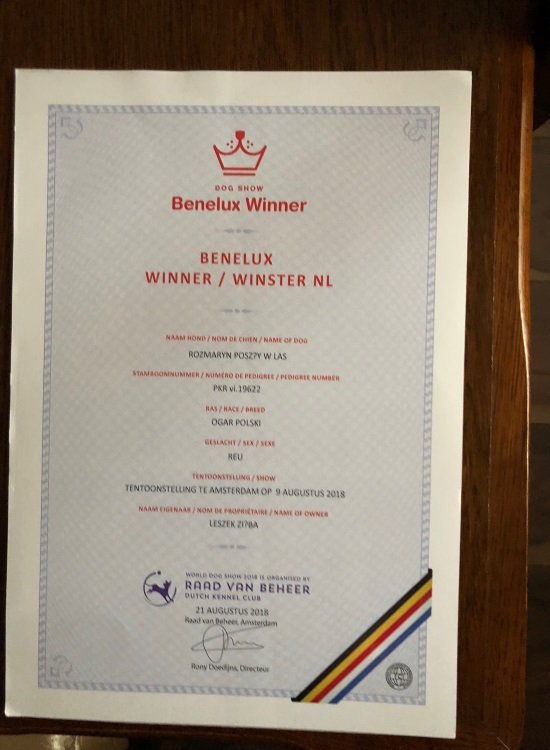 DOG SHOW
Benelux Winner
BENELUX
WINNER / WINSTER NL
NAAM HOND / NOM DE CHIEN / NAME OF DOG
ROZMARYN POSZ?Y W LAS
STAMBOOMNUMMER / NUMÉRO DE PEDIGREE / PEDIGREE NUMBER
PKR vi.19622
RAS / RACE / BREED
OGAR POLSKI
GESLACHT / SEX / SEXE
REU
TENTOONSTELLING / SHOW
TENTOONSTELLING TE AMSTERDAM OP 9 AUGUSTUS 2018
NAAM EIGENAAR / NOM DE PROPRIÉTAIRE / NAME OF OWNER
LESZEK ZI?BA
WORLD DOG SHOW 2018 IS ORGANISED BY
RAAD VAN BEHEER
DUTCH KENNEL CLUB
21 AUGUSTUS 2018
Raad van Beheer, Amsterdam
Rony Doedijns, Directeur